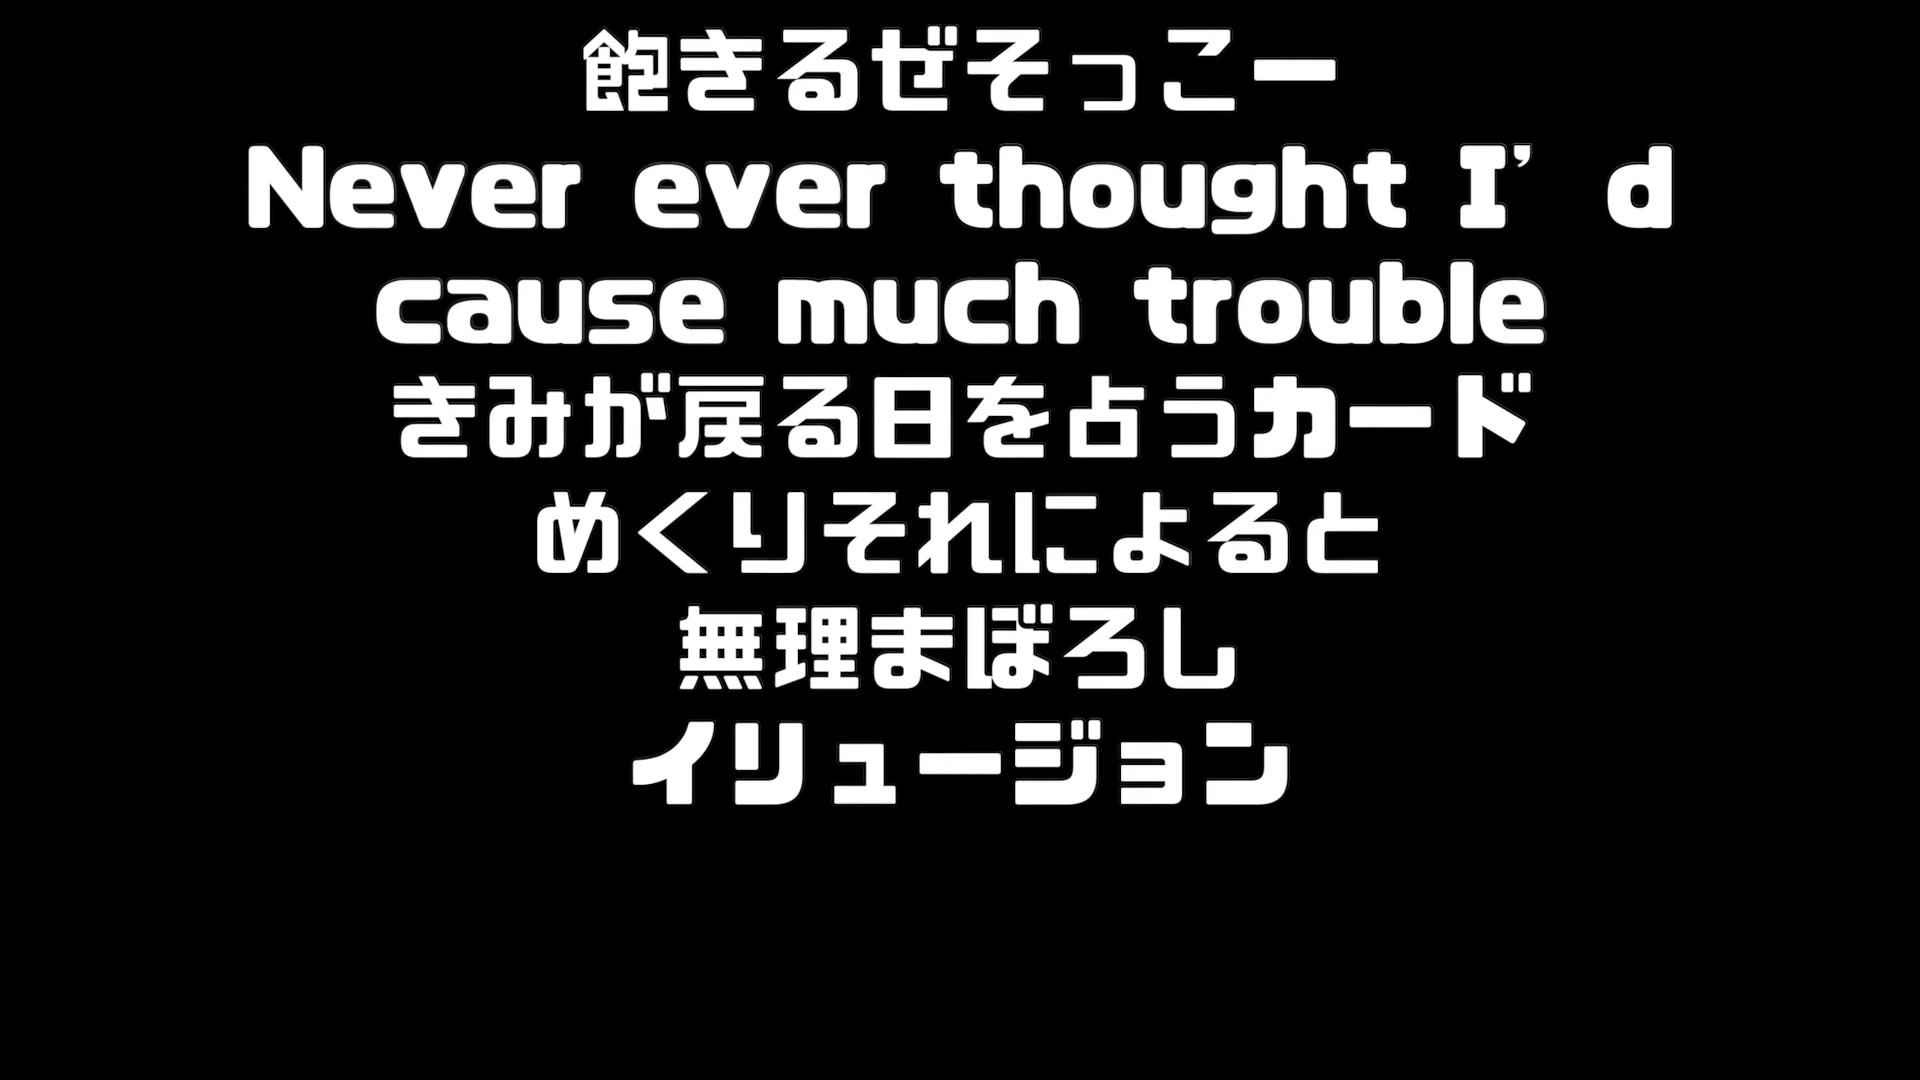 飽きるぜそっこー
Never ever thought I’d
cause much trouble
きみが戻る日を占うカード
めくりそれによると
無理まぼろし
イリュージョン